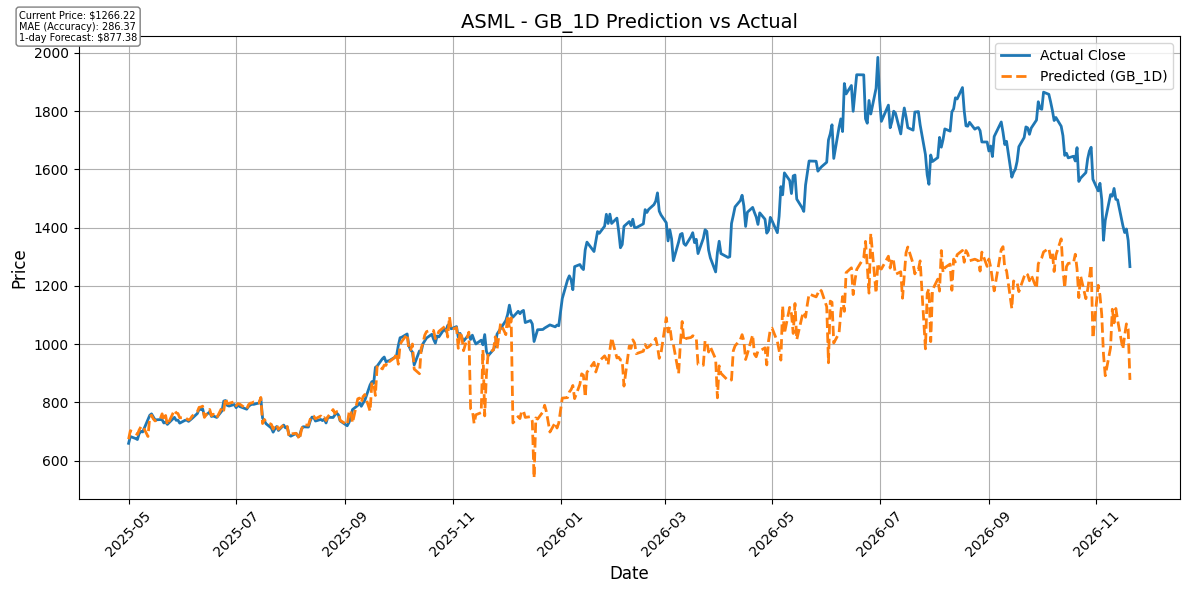 Current Price: $1266.22
MAE (Accuracy): 286.37
1-day Forecast: $877.38
ASML - GB_1D Prediction vs Actual
Actual Close
Predicted (GB_1D)
Price
2000
1800
1600
1400
1200
1000
800
600
2025-05
2025-07
2025-09
2025-11
2026-01
2026-03
2026-05
2026-07
2026-09
2026-11
Date